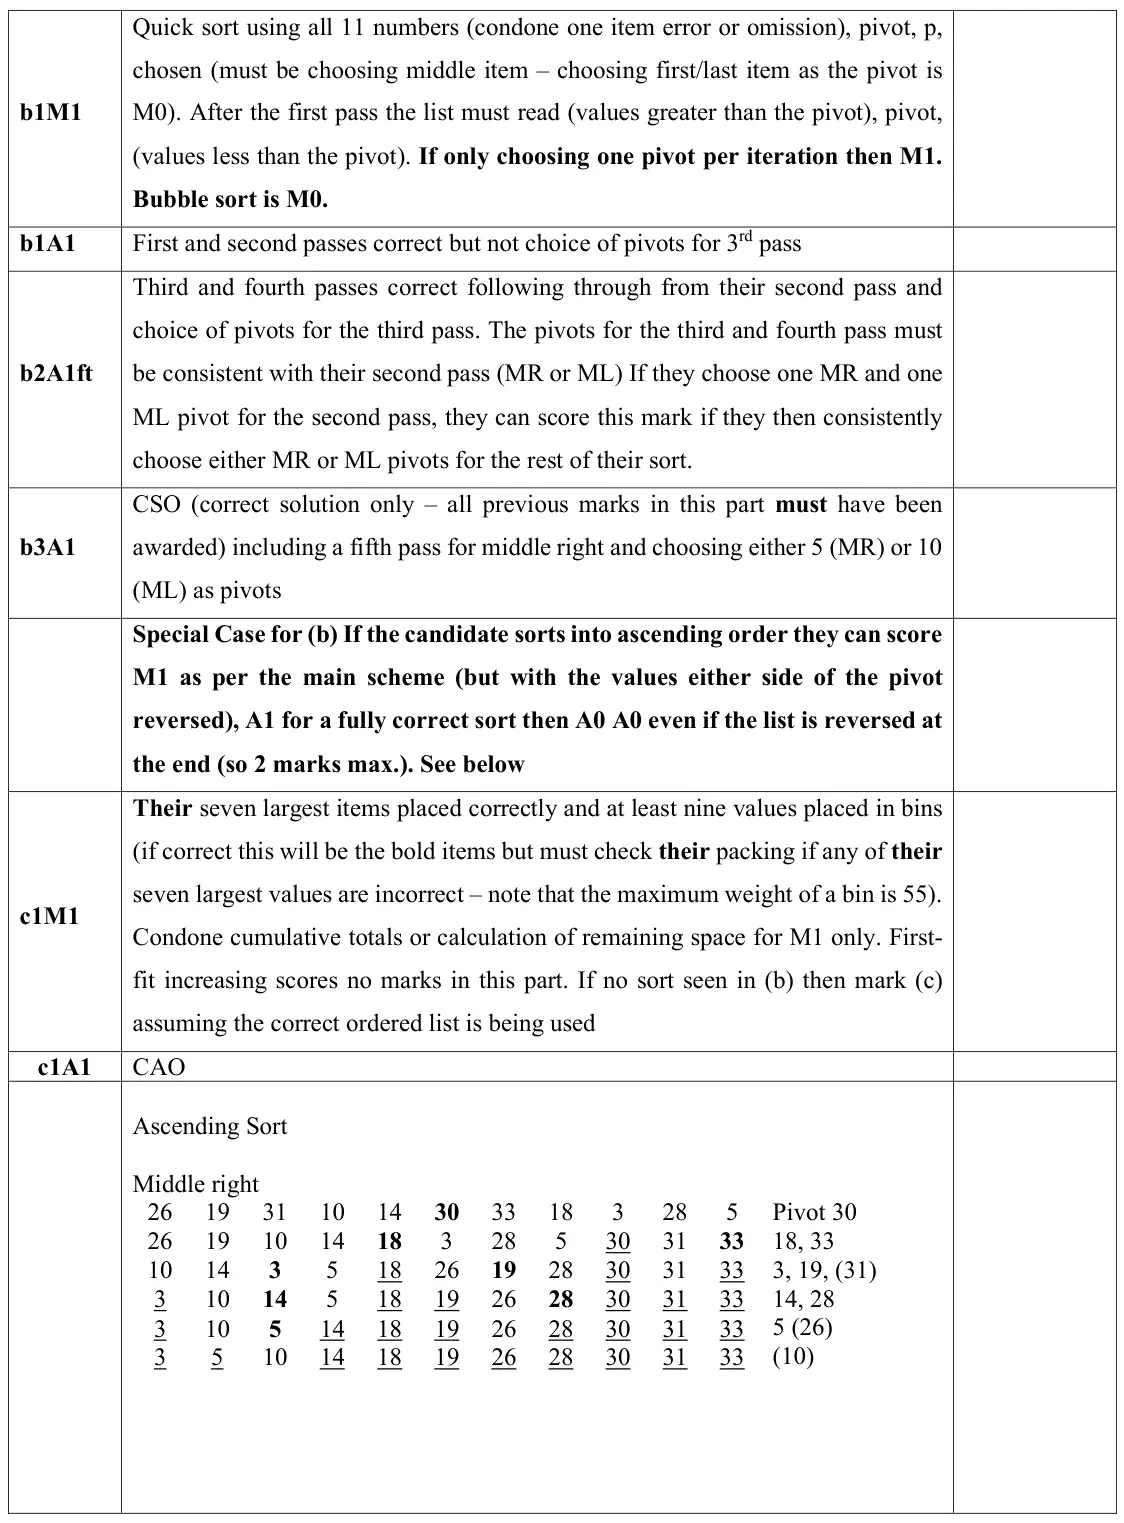 Quick sort using all 11 numbers (condone one item error or omission), pivot, p,
chosen (must be choosing middle item – choosing first/last item as the pivot is
b1M1 M0). After the first pass the list must read (values greater than the pivot), pivot,
(values less than the pivot). If only choosing one pivot per iteration then M1.
Bubble sort is M0.
b1A1 First and second passes correct but not choice of pivots for 3rd pass
Third and fourth passes correct following through from their second pass and
choice of pivots for the third pass. The pivots for the third and fourth pass must
b2A1ft be consistent with their second pass (MR or ML) If they choose one MR and one
ML pivot for the second pass, they can score this mark if they then consistently
choose either MR or ML pivots for the rest of their sort.
CSO (correct solution only – all previous marks in this part must have been
b3A1 awarded) including a fifth pass for middle right and choosing either 5 (MR) or 10
(ML) as pivots
Special Case for (b) If the candidate sorts into ascending order they can score
M1 as per the main scheme (but with the values either side of the pivot
reversed), A1 for a fully correct sort then A0 A0 even if the list is reversed at
the end (so 2 marks max.). See below
Their seven largest items placed correctly and at least nine values placed in bins
(if correct this will be the bold items but must check their packing if any of their
seven largest values are incorrect – note that the maximum weight of a bin is 55).
c1M1
Condone cumulative totals or calculation of remaining space for M1 only. First-
fit increasing scores no marks in this part. If no sort seen in (b) then mark (c)
assuming the correct ordered list is being used
c1A1 CAO
Ascending Sort
Middle right
26 19 31 10 14 30 33 18 3 28 5 Pivot 30
26 19 10 14 18 3 28 5 30 31 33 18, 33
10 14 3 5 18 26 19 28 30 31 33 3, 19, (31)
3 10 14 5 18 19 26 28 30 31 33 14, 28
3 10 5 14 18 19 26 28 30 31 33 5 (26)
3 5 10 14 18 19 26 28 30 31 33 (10)